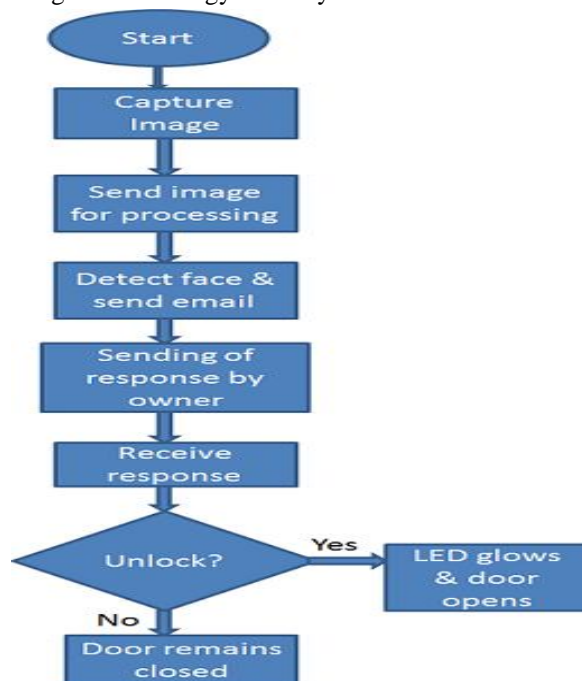 Start
Capture
Image
Send image
for processing
Detect face &
send email
Sending of
response by
owner
Receive
response
Unlock?
Yes
LED glows
& door
opens
No
Door remains
closed